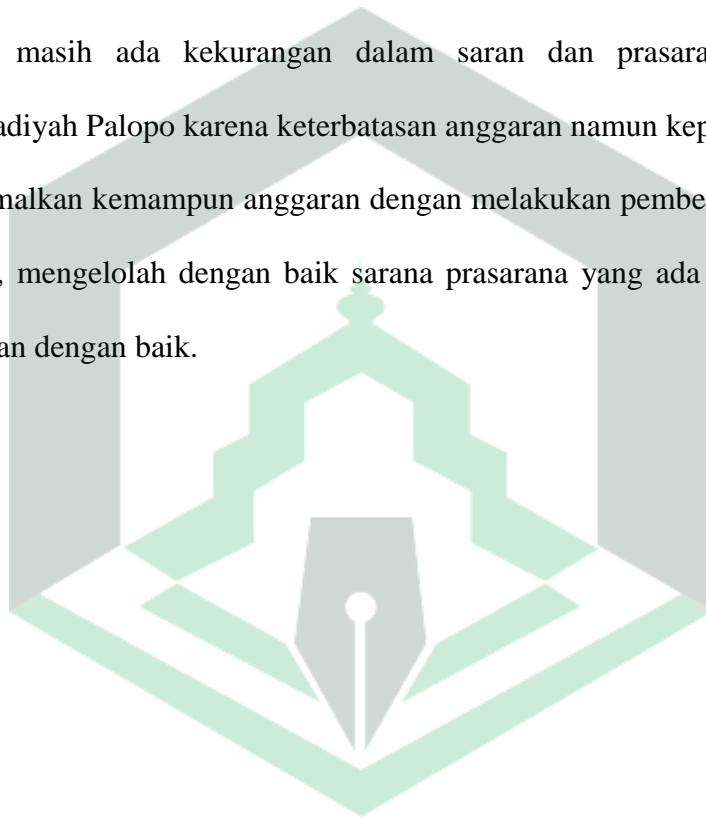 masih ada kekurangan dalam saran dan prasara
adiyah Palopo karena keterbatasan anggaran namun kep
malkan kemampun anggaran dengan melakukan pembe
, mengelolah dengan baik sarana prasarana yang ada
an dengan baik.